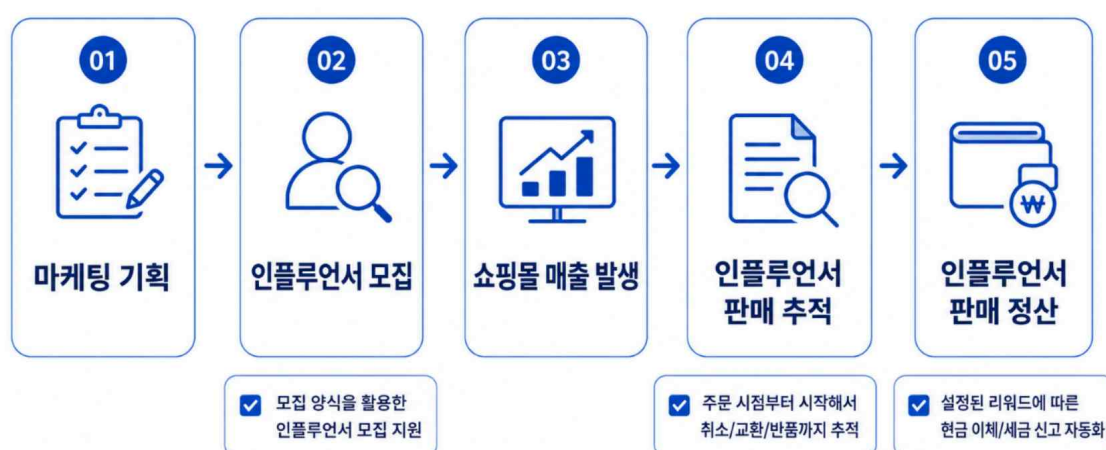 01
마케팅 기획
02
인플루언서 모집
03
쇼핑몰 매출 발생
04
인플루언서
판매 추적
05
₩
인플루언서
판매 정산
모집 양식을 활용한
인플루언서 모집 지원
주문 시점부터 시작해서
취소/교환/반품까지 추적
설정된 리워드에 따른
현금 이체/세금 신고 자동화